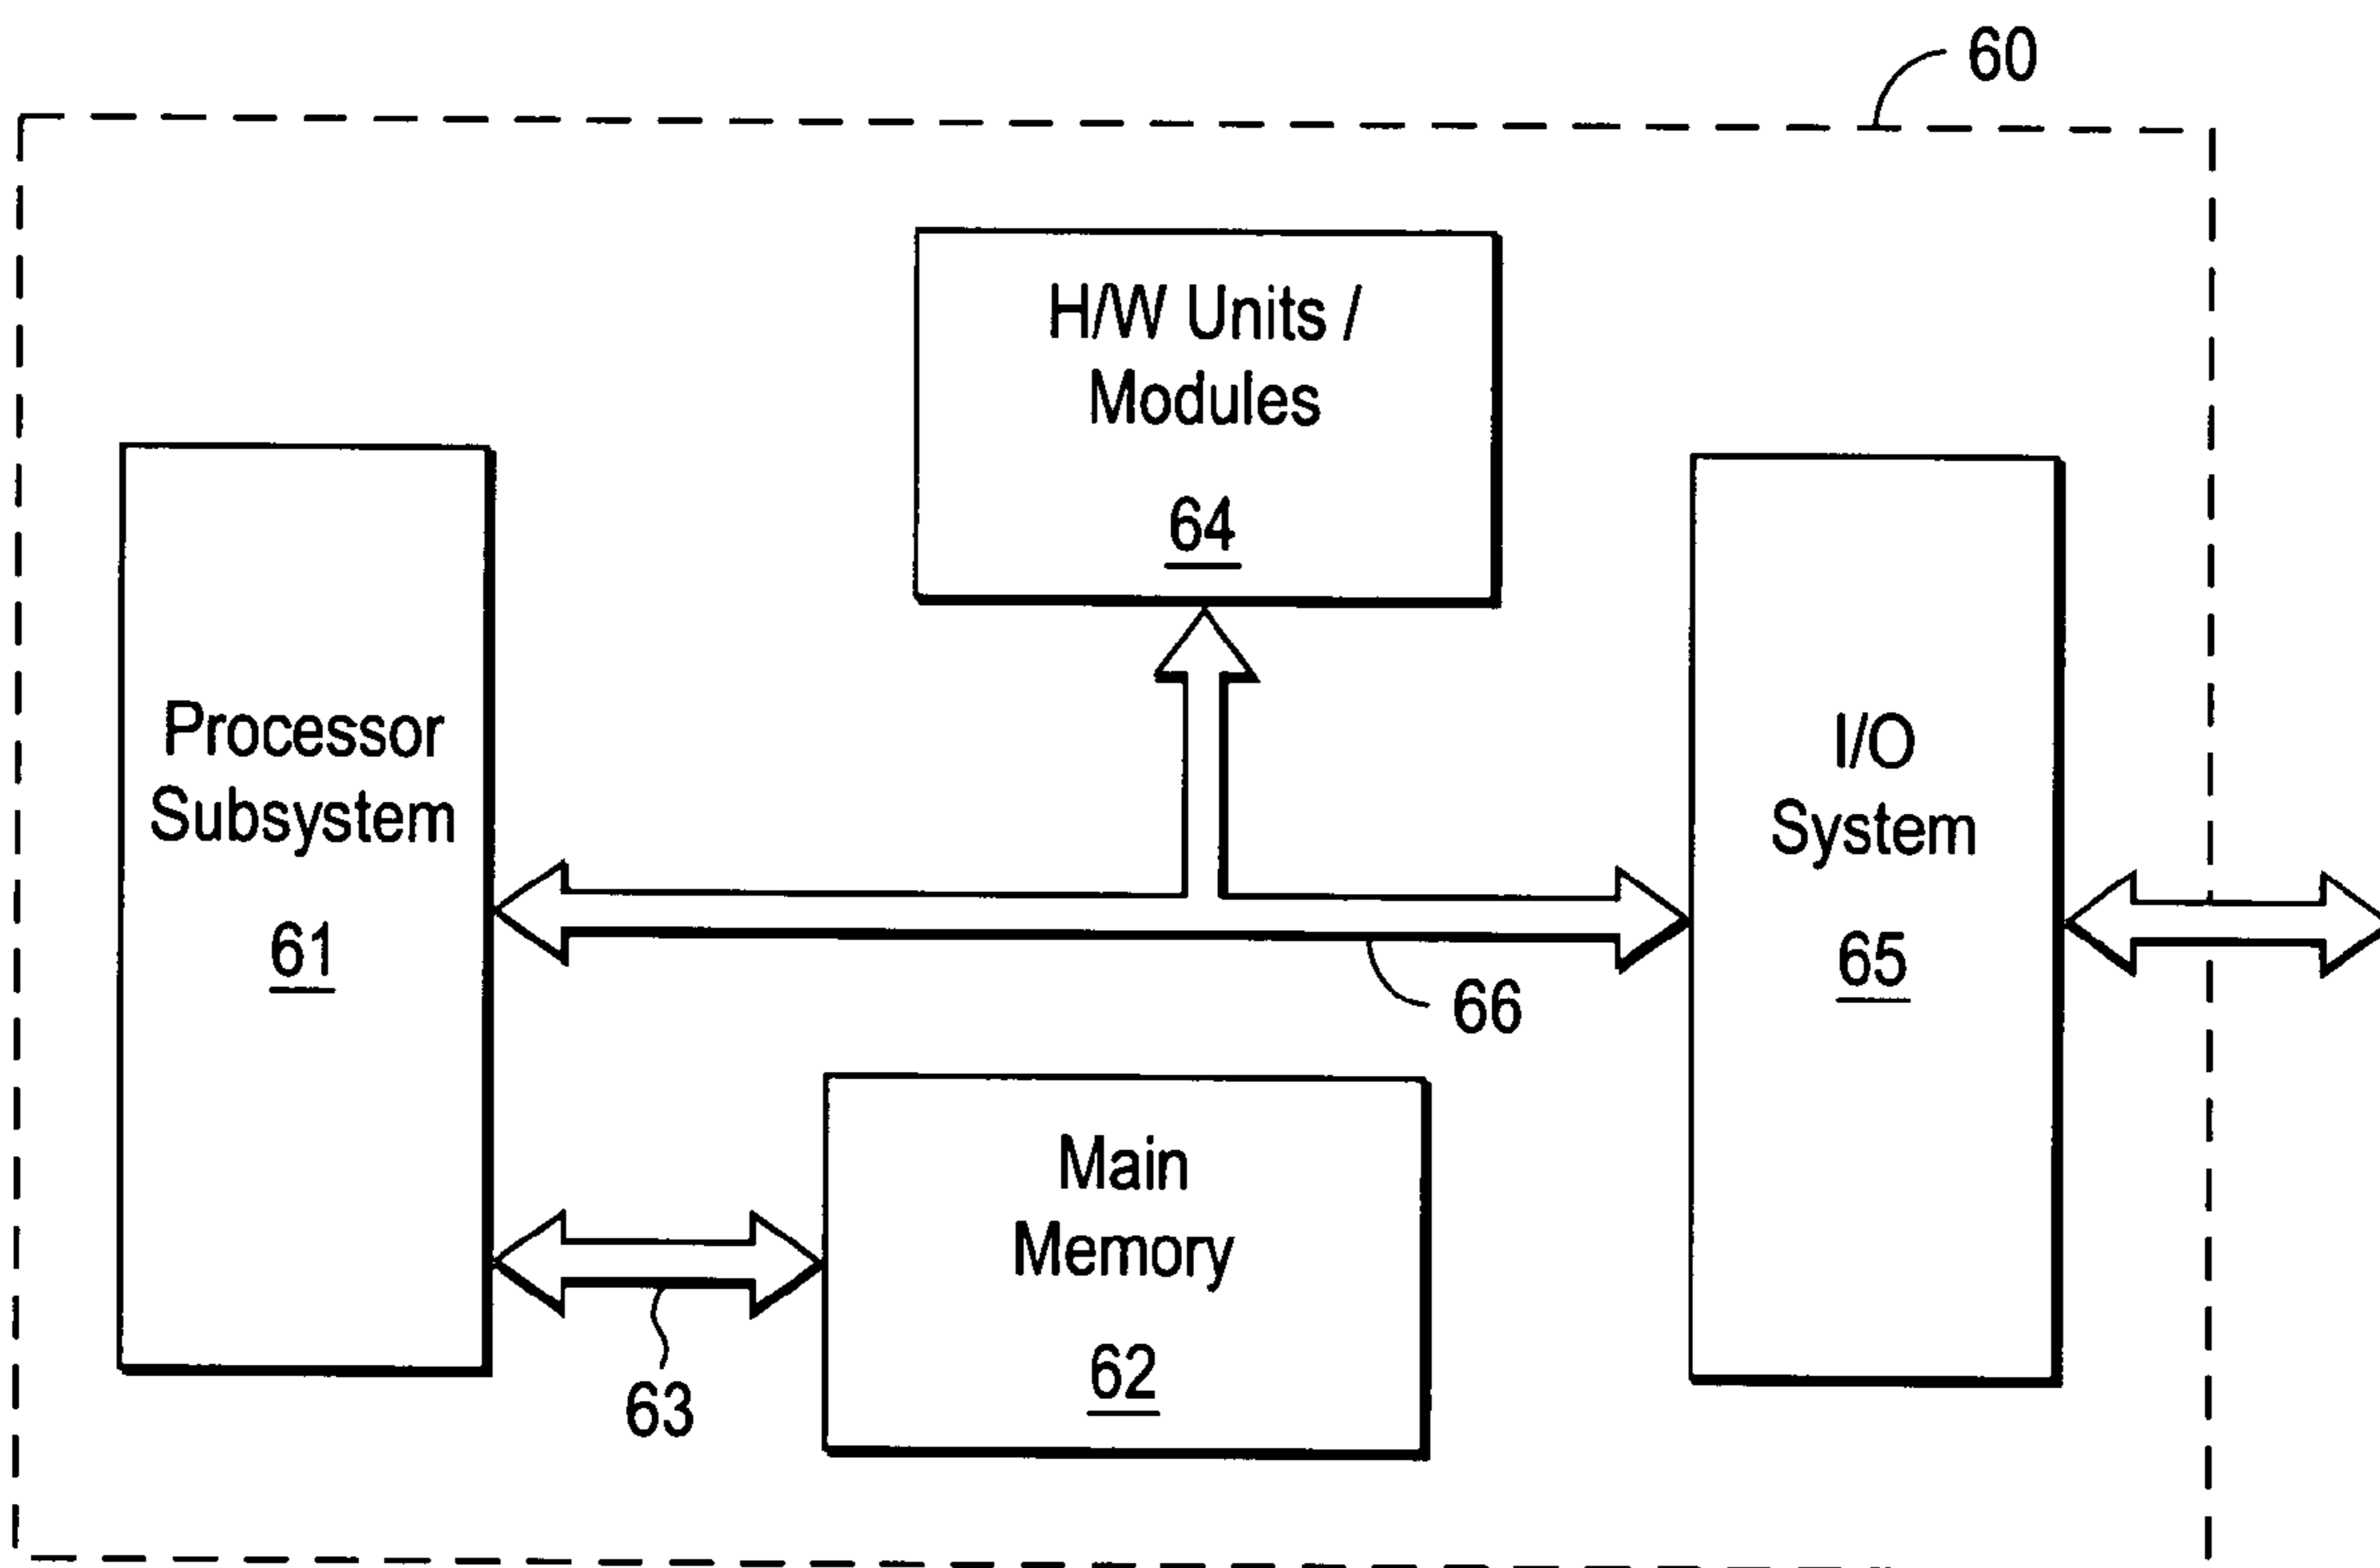 60
H/W Units /
Modules
64
Processor
Subsystem
61
I/O
System
65
66
Main
Memory
62
63